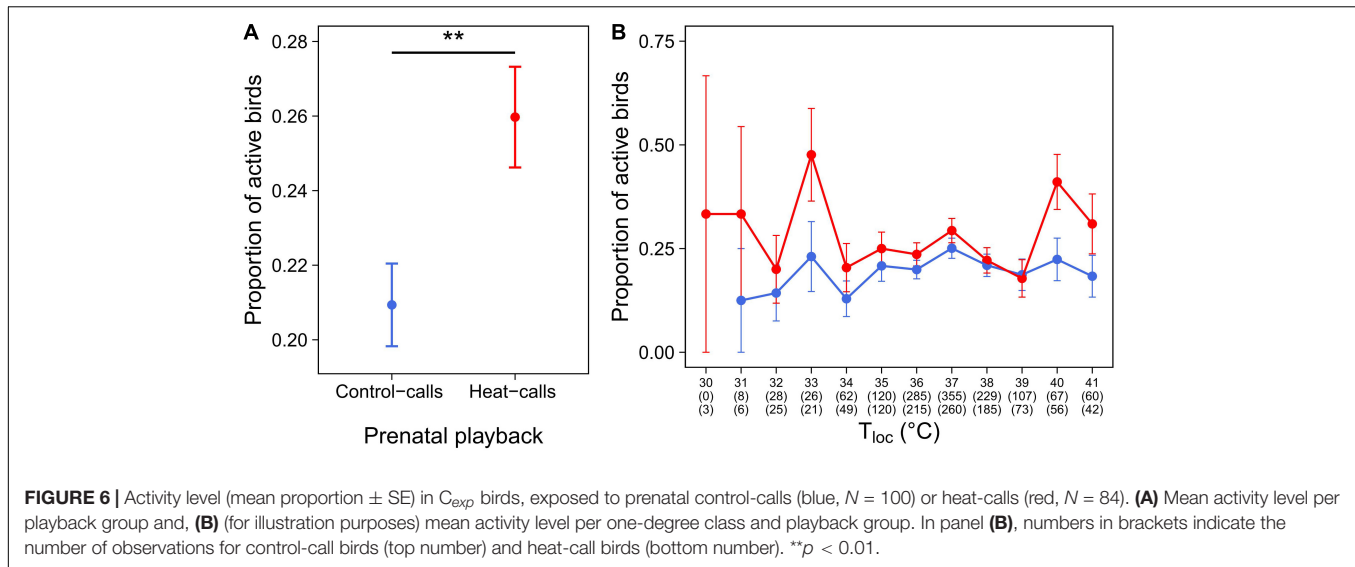 A
**
0.28
0.26
0.24
0.22
0.20
Proportion of active birds
Control−calls Heat−calls
Prenatal playback
B
0.75
0.50
0.25
0.00
Proportion of active birds
30 31 32 33 34 35 36 37 38 39 40 41
(0) (8) (28) (26) (62) (120) (285) (355) (229) (107) (67) (60)
(3) (6) (25) (21) (49) (120) (215) (260) (185) (73) (56) (42)
Tloc (°C)
FIGURE 6 | Activity level (mean proportion ± SE) in Cexp birds, exposed to prenatal control-calls (blue, N = 100) or heat-calls (red, N = 84). (A) Mean activity level per
playback group and, (B) (for illustration purposes) mean activity level per one-degree class and playback group. In panel (B), numbers in brackets indicate the
number of observations for control-call birds (top number) and heat-call birds (bottom number). **p < 0.01.